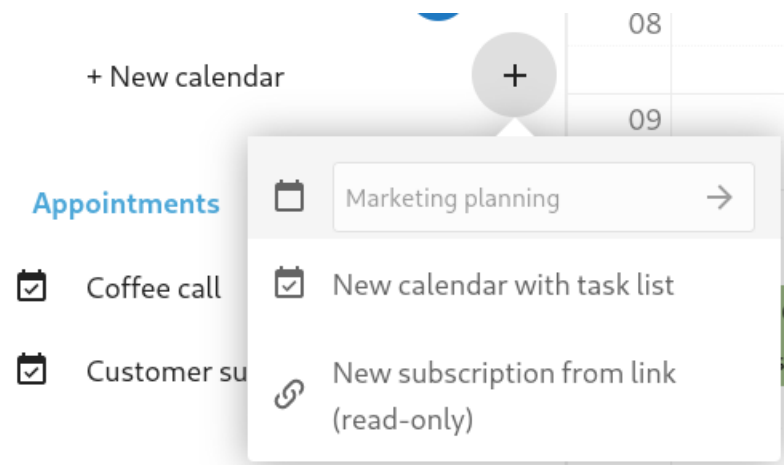 08
+ New calendar
+
09
Marketing planning
Appointments
New calendar with task list
Coffee call
New subscription from link
(read-only)
Customer su